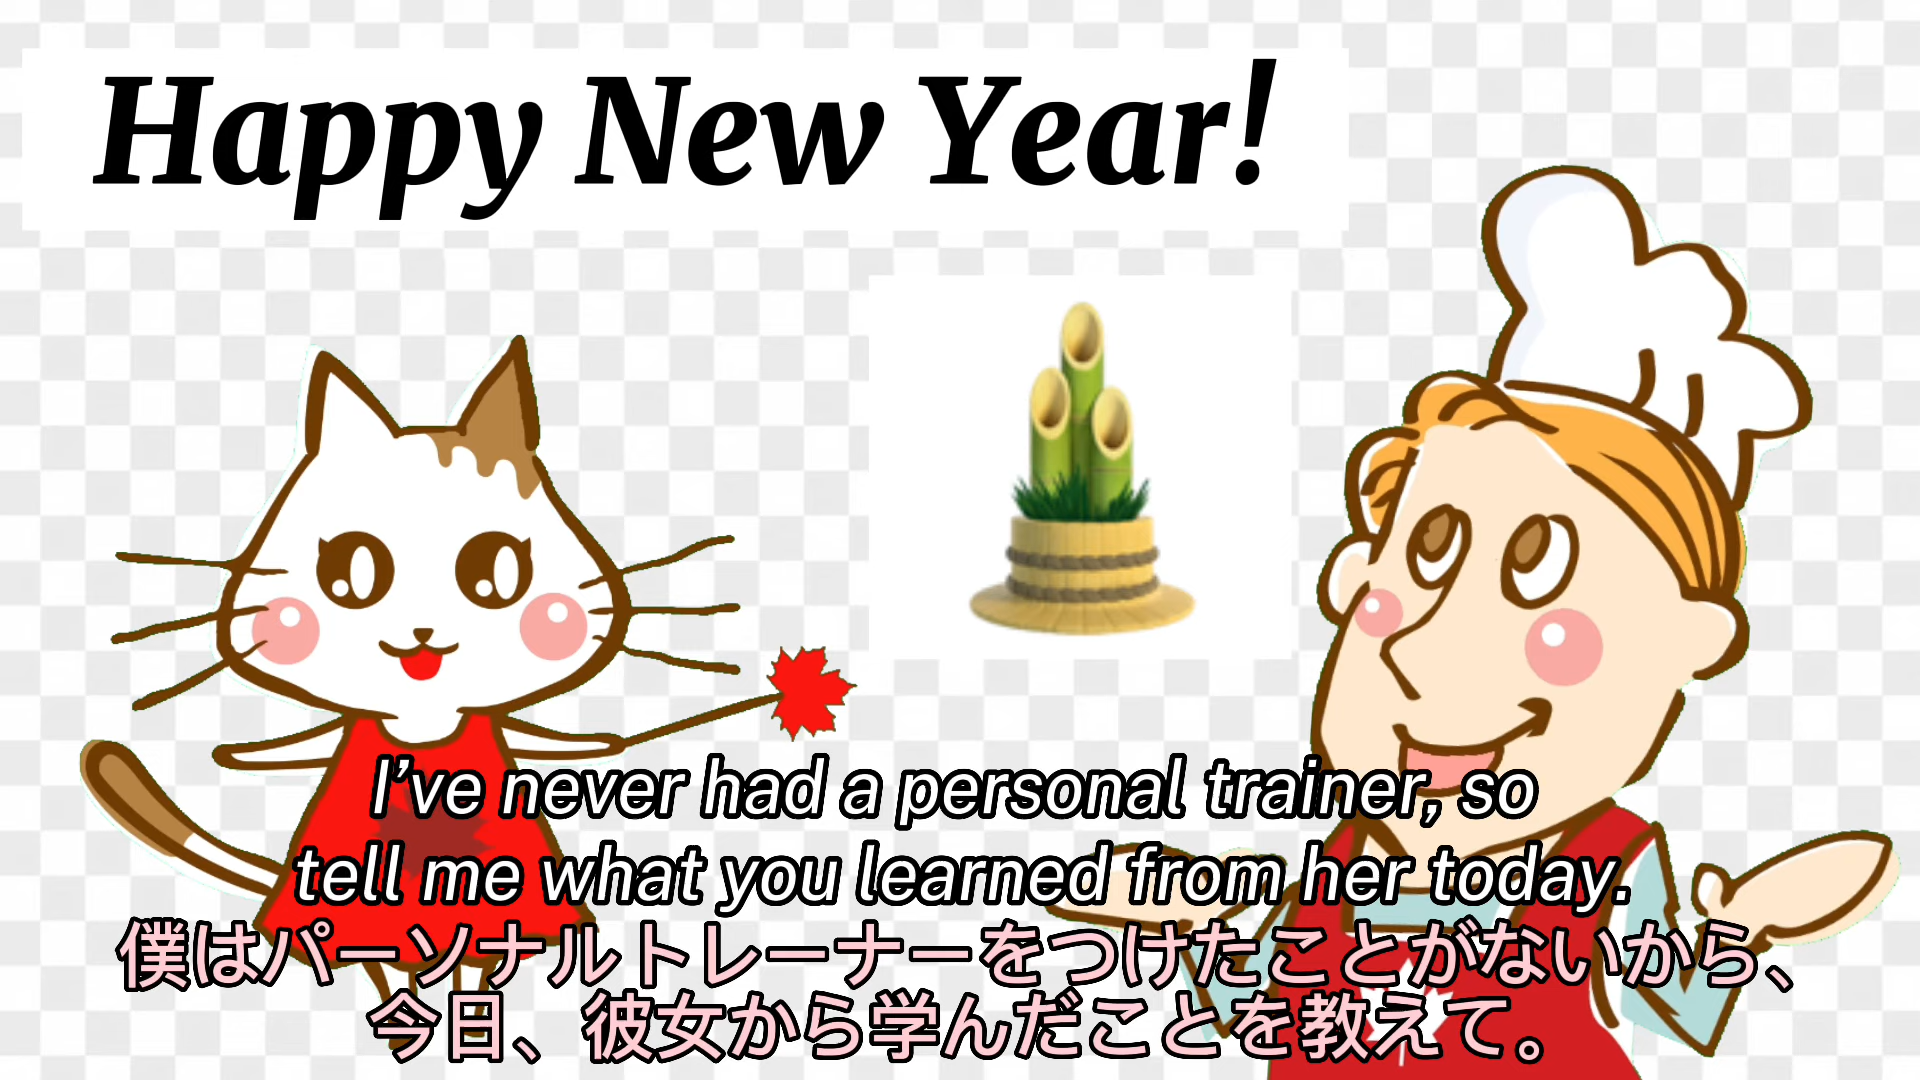 Happy New Year!
I’ve never had a personal trainer, so
tell me what you learned from her today.
僕はパーソナルトレーナーをつけたことがないから、
今日、彼女から学んだことを教えて。